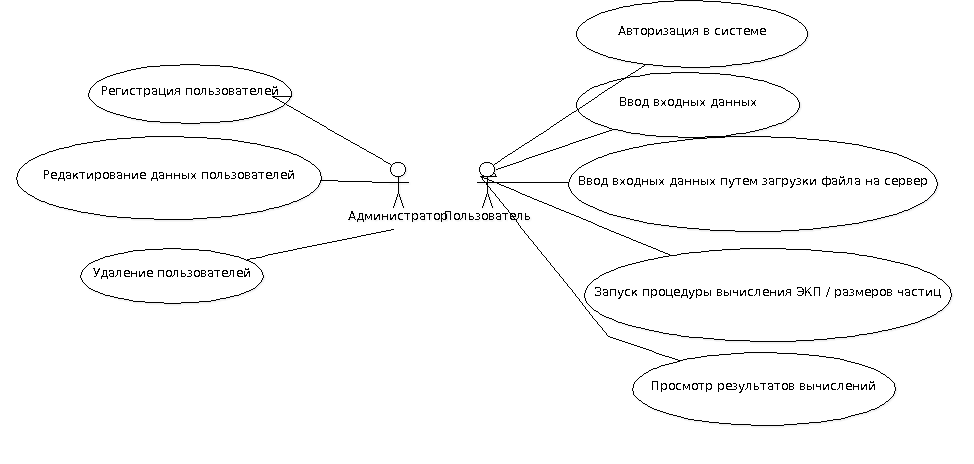 Авторизация в системе
Регистрация пользователей
Ввод входных данных
Редактирование данных пользователей
Ввод входных данных путем загрузки файла на сервер
Администратор
Пользователь
Удаление пользователей
Запуск процедуры вычисления ЭКП / размеров частиц
Просмотр результатов вычислений